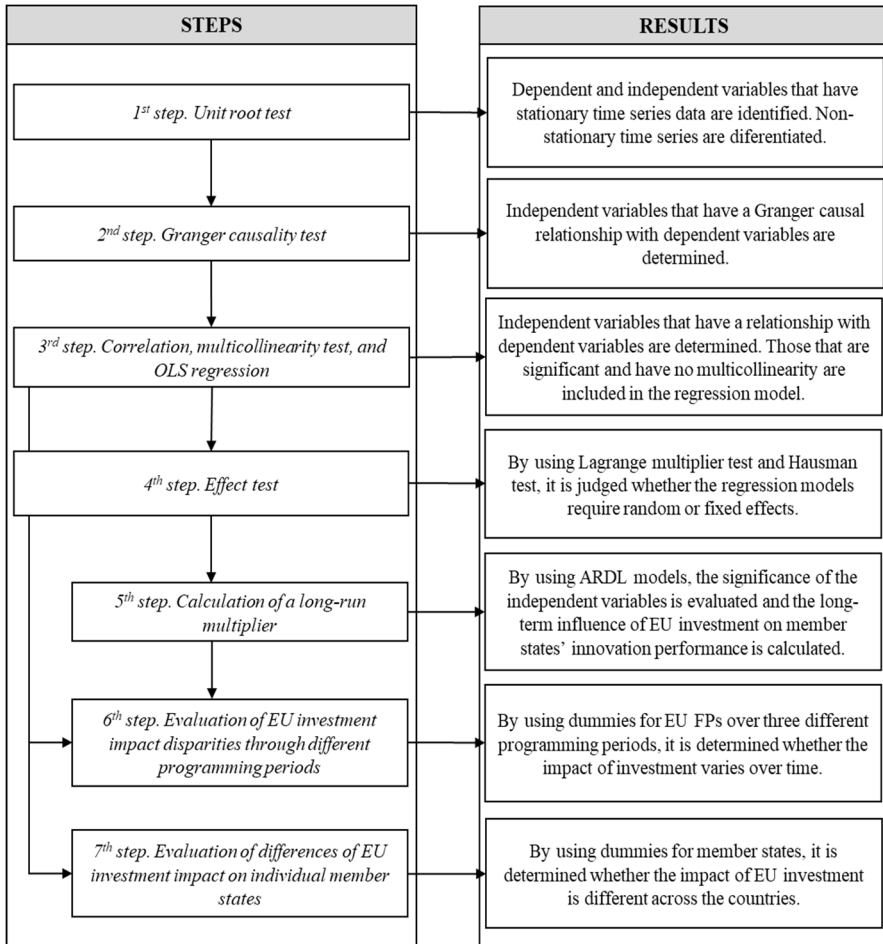 STEPS
RESULTS
1st step. Unit root test
Dependent and independent variables that have
stationary time series data are identified. Non-
stationary time series are diferentiated.
2nd step. Granger causality test
Independent variables that have a Granger causal
relationship with dependent variables are
determined.
3rd step. Correlation, multicollinearity test, and
OLS regression
Independent variables that have a relationship with
dependent variables are determined. Those that are
significant and have no multicollinearity are
included in the regression model.
4th step. Effect test
By using Lagrange multiplier test and Hausman
test, it is judged whether the regression models
require random or fixed effects.
5th step. Calculation of a long-run
multiplier
By using ARDL models, the significance of the
independent variables is evaluated and the long-
term influence of EU investment on member
states’ innovation performance is calculated.
6th step. Evaluation of EU investment
impact disparities through different
programming periods
By using dummies for EU FPs over three different
programming periods, it is determined whether the
impact of investment varies over time.
7th step. Evaluation of differences of EU
investment impact on individual member
states
By using dummies for member states, it is
determined whether the impact of EU investment
is different across the countries.